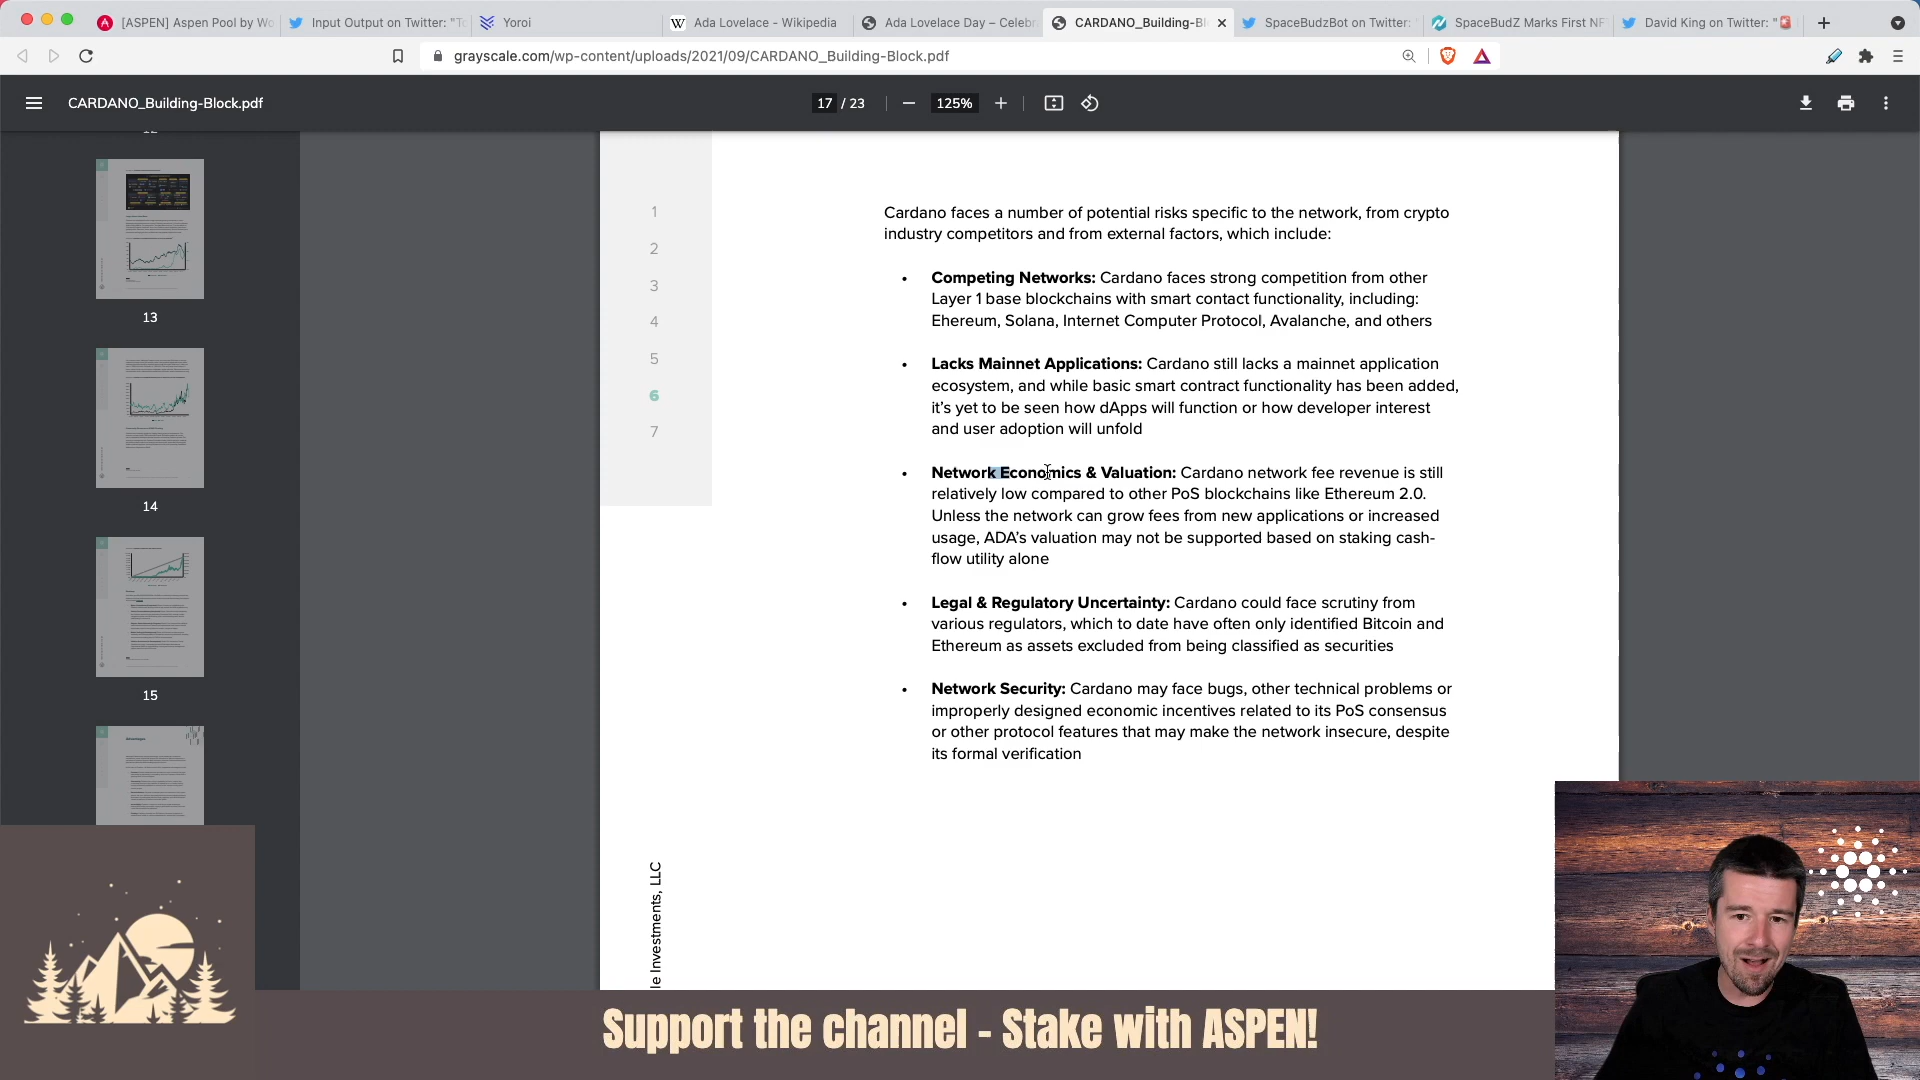 [ASPEN] Aspen Pool by Wo
Input Output on Twitter: "To
Yoroi
Ada Lovelace - Wikipedia
Ada Lovelace Day – Celebr
CARDANO_Building-Bl
SpaceBudzBot on Twitter:
SpaceBudZ Marks First NF
David King on Twitter: "
grayscale.com/wp-content/uploads/2021/09/CARDANO_Building-Block.pdf
CARDANO_Building-Block.pdf
17 / 23
125%
12
13
14
15
1
2
3
4
5
6
7
Cardano faces a number of potential risks specific to the network, from crypto
industry competitors and from external factors, which include:
• Competing Networks: Cardano faces strong competition from other
Layer 1 base blockchains with smart contact functionality, including:
Ehereum, Solana, Internet Computer Protocol, Avalanche, and others
• Lacks Mainnet Applications: Cardano still lacks a mainnet application
ecosystem, and while basic smart contract functionality has been added,
it's yet to be seen how dApps will function or how developer interest
and user adoption will unfold
• Network Economics & Valuation: Cardano network fee revenue is still
relatively low compared to other PoS blockchains like Ethereum 2.0.
Unless the network can grow fees from new applications or increased
usage, ADA's valuation may not be supported based on staking cash-
flow utility alone
• Legal & Regulatory Uncertainty: Cardano could face scrutiny from
various regulators, which to date have often only identified Bitcoin and
Ethereum as assets excluded from being classified as securities
• Network Security: Cardano may face bugs, other technical problems or
improperly designed economic incentives related to its PoS consensus
or other protocol features that may make the network insecure, despite
its formal verification
le Investments, LLC
Support the channel - Stake with ASPEN!